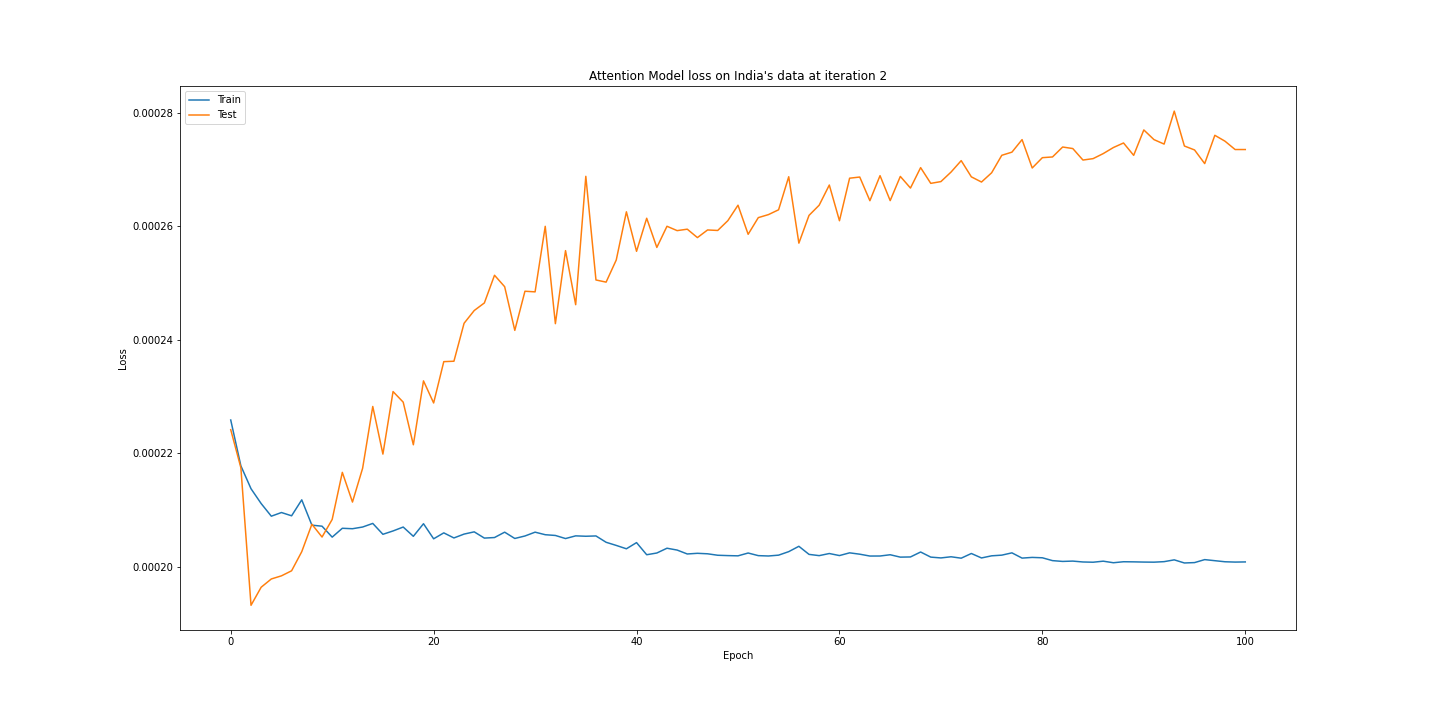 Attention Model loss on India's data at iteration 2
Train
Test
0.00028
0.00026
0.00024
0.00022
0.00020
Loss
0 20 40 60 80 100
Epoch